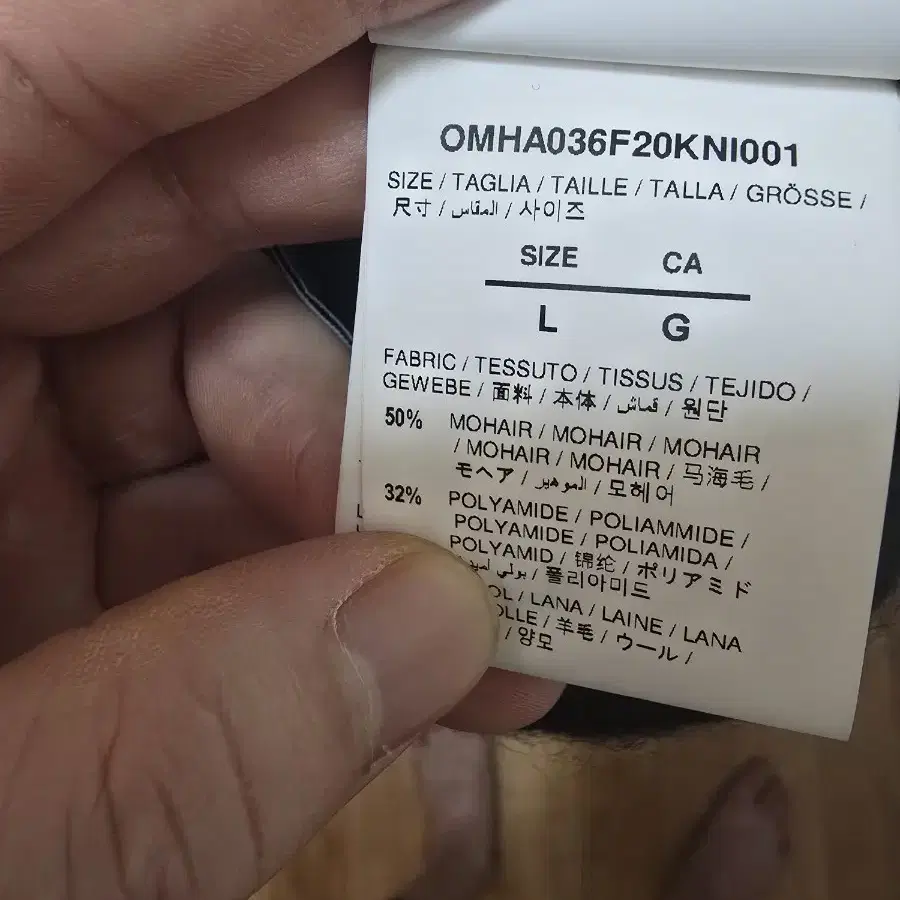 OMHA036F20KNI001
SIZE / TAGLIA / TAILLE / TALLA / GRÖSSE /
尺寸 / المقاس / 사이즈
SIZE CA
L G
FABRIC / TESSUTO / TISSUS / TEJIDO /
GEWEBE / 面料 / 本体 / قماش / 원단
50% MOHAIR / MOHAIR / MOHAIR
/ MOHAIR / MOHAIR / 马海毛 /
モヘア / الموهير / 모헤어
32% POLYAMIDE / POLIAMMIDE /
POLYAMIDE / POLIAMIDA /
POLYAMID / 锦纶 / ポリアミド
/ 폴리아미드
/ LANA / LAINE / LANA
/ 羊毛 / ウール /
/ 양모